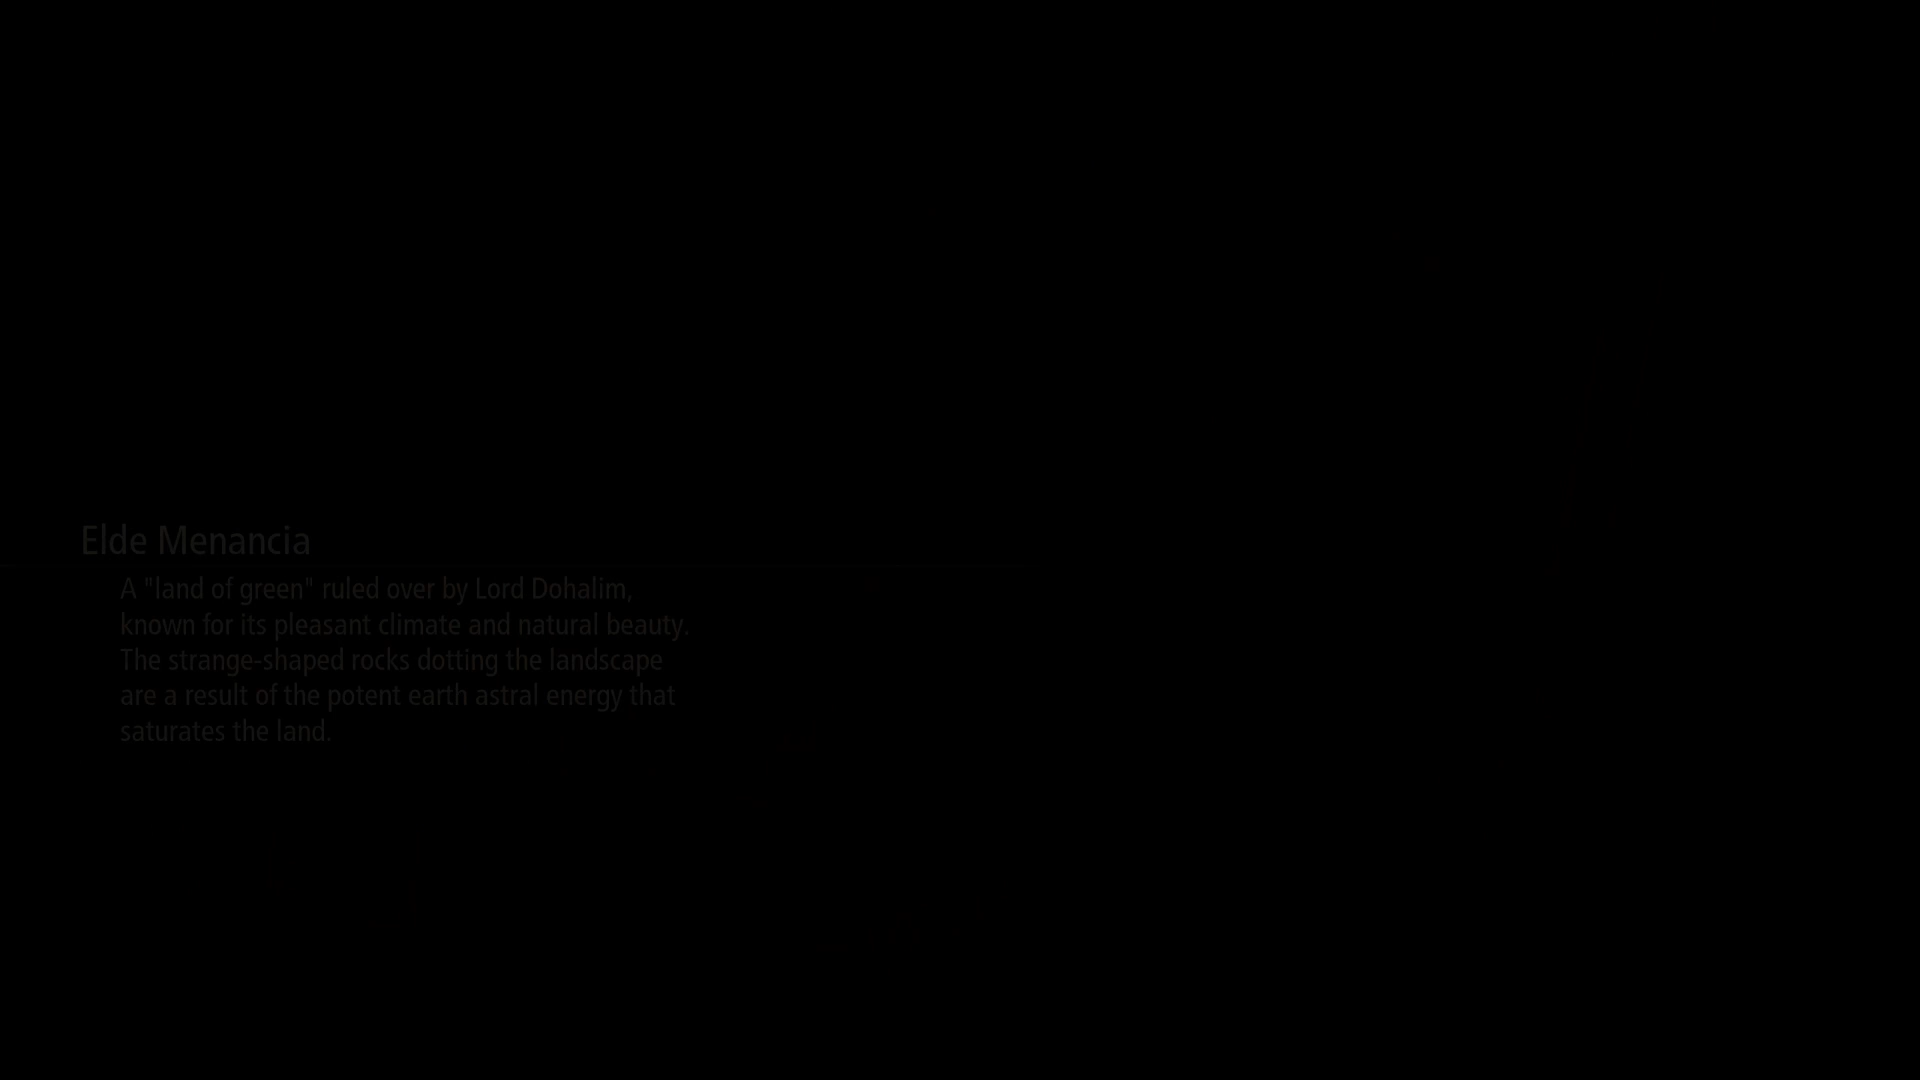 Elde Menancia
A "land of green" ruled over by Lord Dohalim,
known for its pleasant climate and natural beauty.
The strange-shaped rocks dotting the landscape
are a result of the potent earth astral energy that
saturates the land.